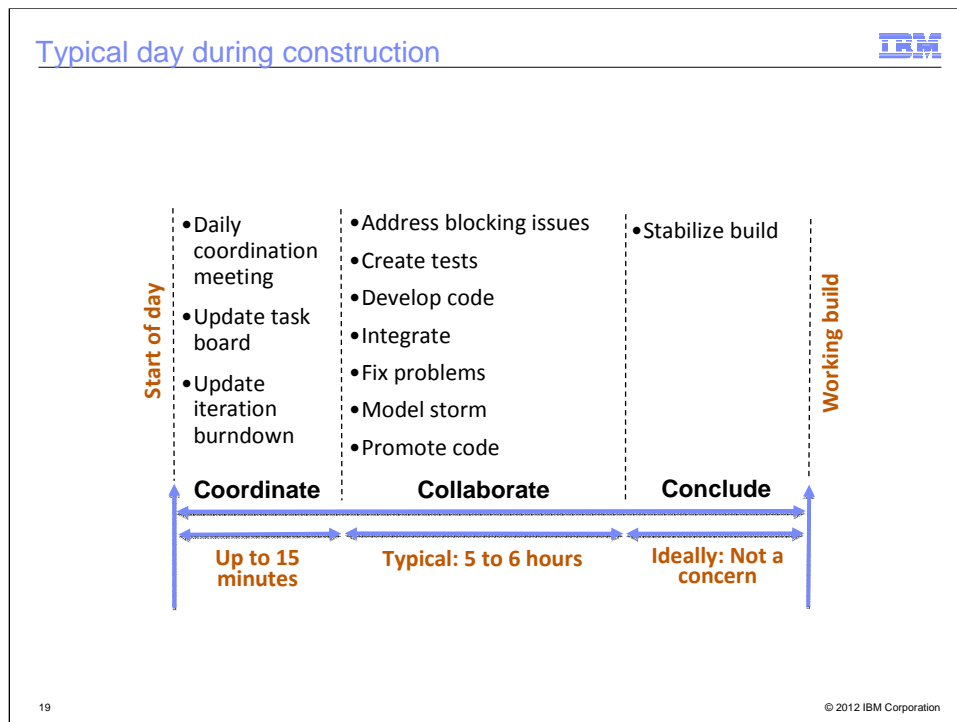 Typical day during construction
IBM
Start of day
•Daily
coordination
meeting
•Update task
board
•Update
iteration
burndown
•Address blocking issues
•Create tests
•Develop code
•Integrate
•Fix problems
•Model storm
•Promote code
•Stabilize build
Working build
Coordinate
Collaborate
Conclude
Up to 15
minutes
Typical: 5 to 6 hours
Ideally: Not a
concern
19
© 2012 IBM Corporation